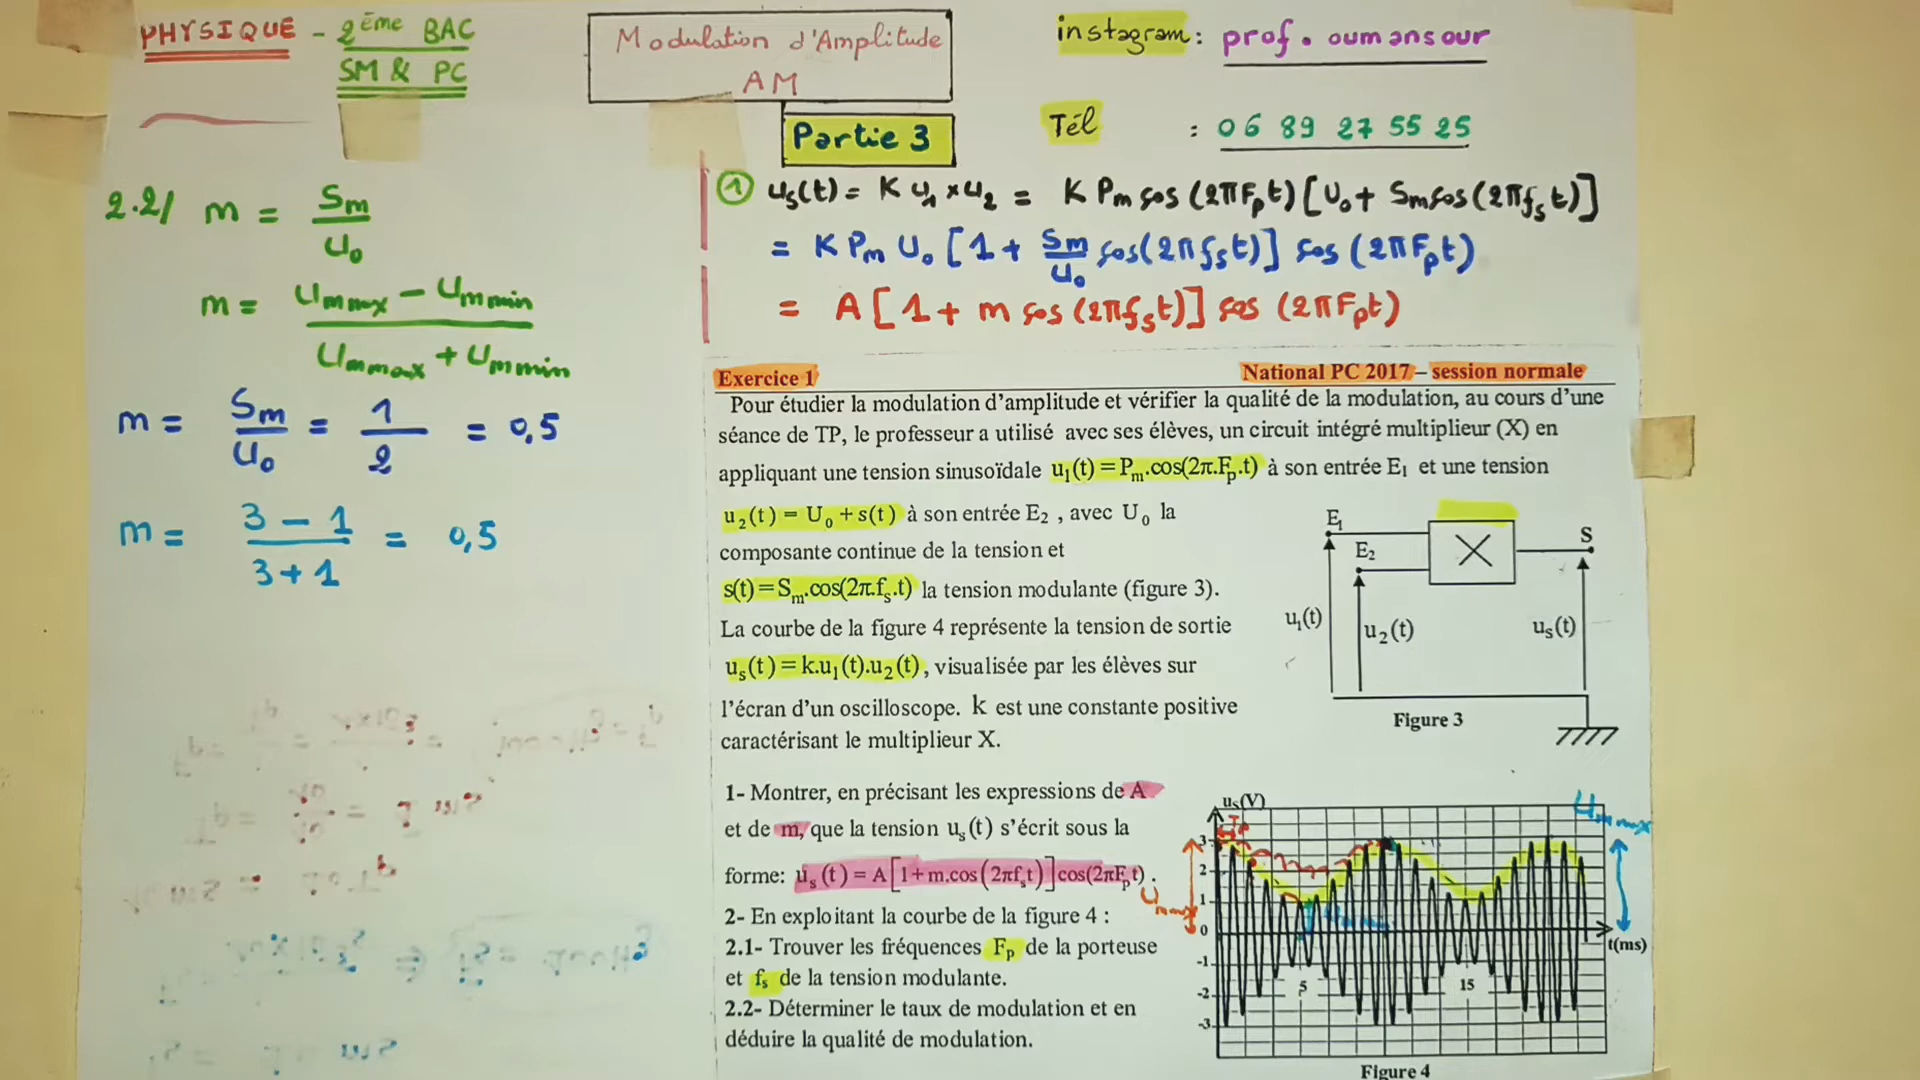 PHYSIQUE - 2ème BAC
SM & PC
Modulation d'Amplitude
AM
Partie 3
instagram : prof.oumansour
Tél : 06 89 27 55 25
2.2/ m = Sm / U₀
m = Ummax - Ummin / Ummax + Ummin
m = Sm / U₀ = 1 / 2 = 0,5
m = 3 - 1 / 3 + 1 = 0,5
① us(t) = K u₁ × u₂ = K Pm cos (2πFpt) [U₀ + Sm cos (2πfst)]
= K Pm U₀ [1 + Sm / U₀ cos(2πfst)] cos (2πFpt)
= A [1 + m cos (2πfst)] cos (2πFpt)
Exercice 1 National PC 2017 – session normale
Pour étudier la modulation d'amplitude et vérifier la qualité de la modulation, au cours d'une
séance de TP, le professeur a utilisé avec ses élèves, un circuit intégré multiplieur (X) en
appliquant une tension sinusoïdale u₁(t) = Pm.cos(2π.Fp.t) à son entrée E₁ et une tension
u₂(t) = U₀ + s(t) à son entrée E₂ , avec U₀ la
composante continue de la tension et
s(t) = Sm.cos(2π.fs.t) la tension modulante (figure 3).
La courbe de la figure 4 représente la tension de sortie
us(t) = k.u₁(t).u₂(t) , visualisée par les élèves sur
l'écran d'un oscilloscope. k est une constante positive
caractérisant le multiplieur X.
E₁
E₂
X
S
u₁(t)
u₂(t)
us(t)
Figure 3
1- Montrer, en précisant les expressions de A
et de m, que la tension us(t) s'écrit sous la
forme: us(t) = A[1 + m.cos(2πfst)]cos(2πFpt) .
2- En exploitant la courbe de la figure 4 :
2.1- Trouver les fréquences Fp de la porteuse
et fs de la tension modulante.
2.2- Déterminer le taux de modulation et en
déduire la qualité de modulation.
us(V)
Tp
Ummax
3
2
1
0
-1
-2
-3
5
15
t(ms)
Figure 4